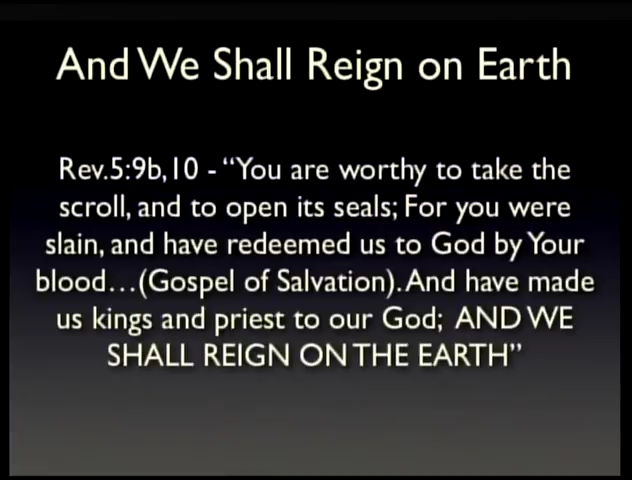 And We Shall Reign on Earth
Rev.5:9b,10 - “You are worthy to take the
scroll, and to open its seals; For you were
slain, and have redeemed us to God by Your
blood…(Gospel of Salvation). And have made
us kings and priest to our God; AND WE
SHALL REIGN ON THE EARTH”